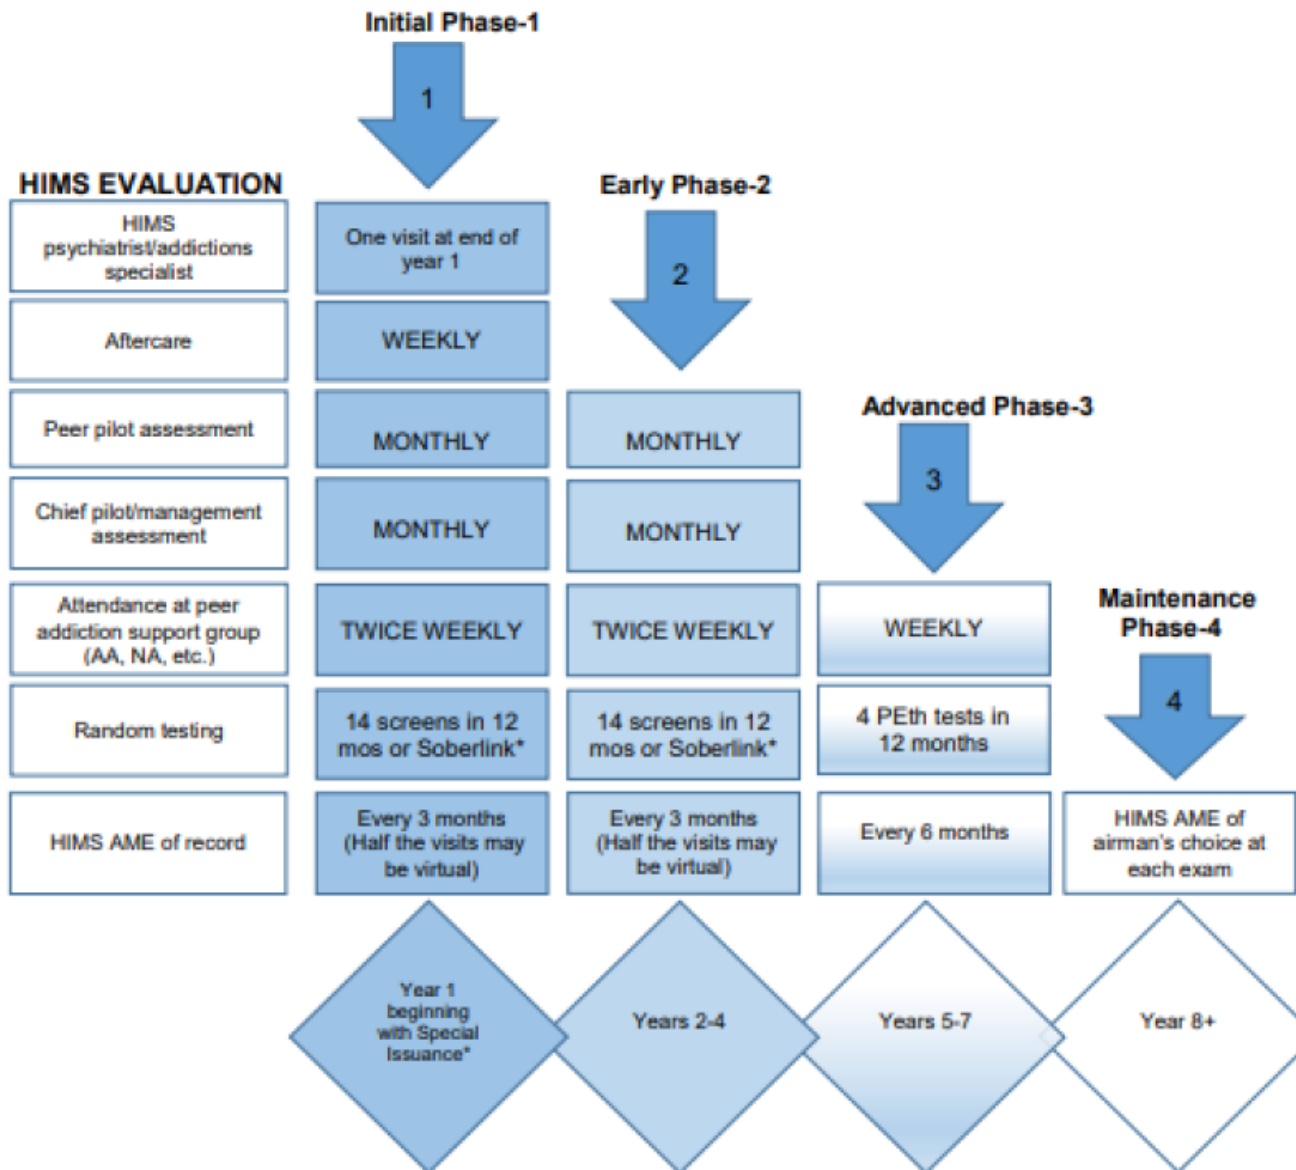 Initial Phase-1
1
HIMS EVALUATION
Early Phase-2
HIMS
psychiatrist/addictions
specialist
One visit at end of
year 1
2
Aftercare
WEEKLY
Advanced Phase-3
Peer pilot assessment
MONTHLY
MONTHLY
3
Chief pilot/management
assessment
MONTHLY
MONTHLY
Maintenance
Phase-4
Attendance at peer
addiction support group
(AA, NA, etc.)
TWICE WEEKLY
TWICE WEEKLY
WEEKLY
4
Random testing
14 screens in 12
mos or Soberlink*
14 screens in 12
mos or Soberlink*
4 PEth tests in
12 months
HIMS AME of record
Every 3 months
(Half the visits may
be virtual)
Every 3 months
(Half the visits may
be virtual)
Every 6 months
HIMS AME of
airman's choice at
each exam
Year 1
beginning
with Special
Issuance*
Years 2-4
Years 5-7
Year 8+